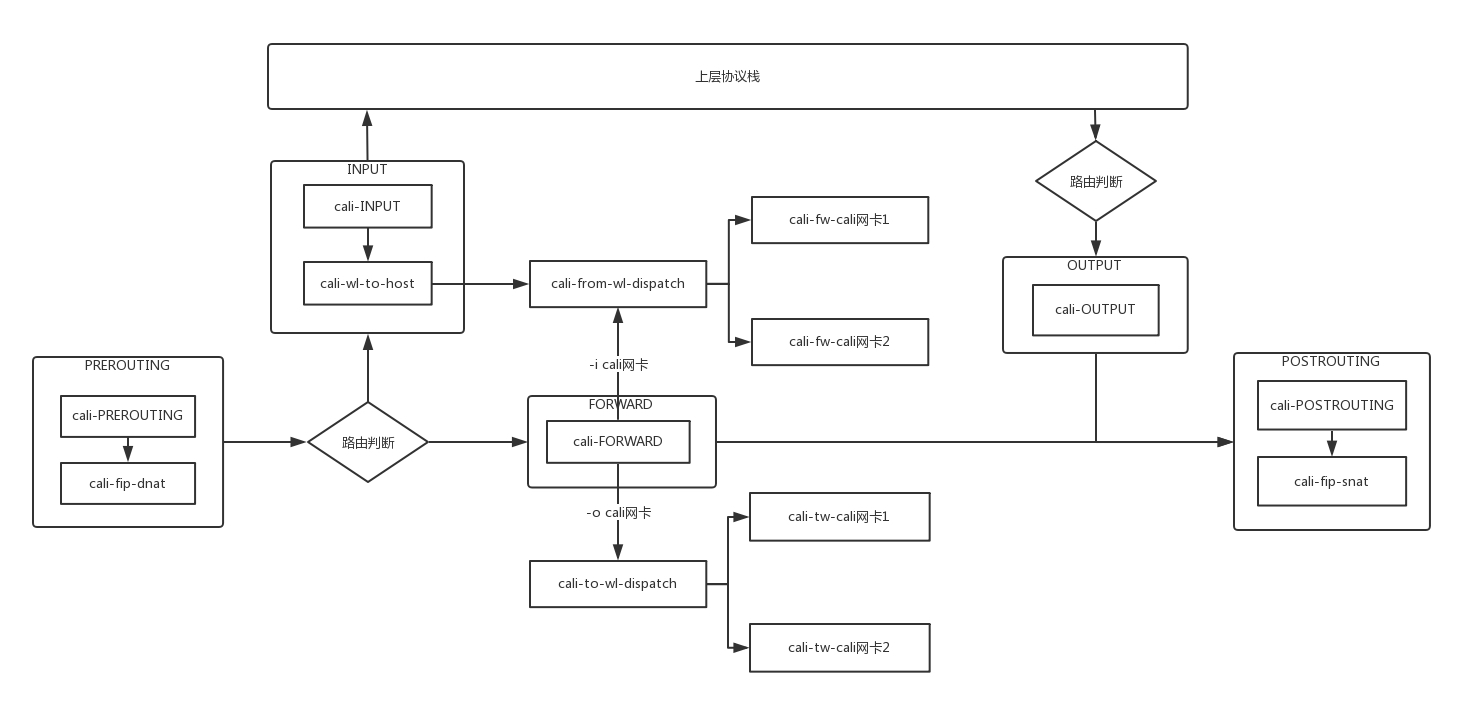 上层协议栈
INPUT
cali-INPUT
cali-wl-to-host
PREROUTING
cali-PREROUTING
cali-fip-dnat
路由判断
cali-from-wl-dispatch
cali-fw-cali网卡1
cali-fw-cali网卡2
-i cali网卡
FORWARD
cali-FORWARD
-o cali网卡
cali-to-wl-dispatch
cali-tw-cali网卡1
cali-tw-cali网卡2
路由判断
OUTPUT
cali-OUTPUT
POSTROUTING
cali-POSTROUTING
cali-fip-snat